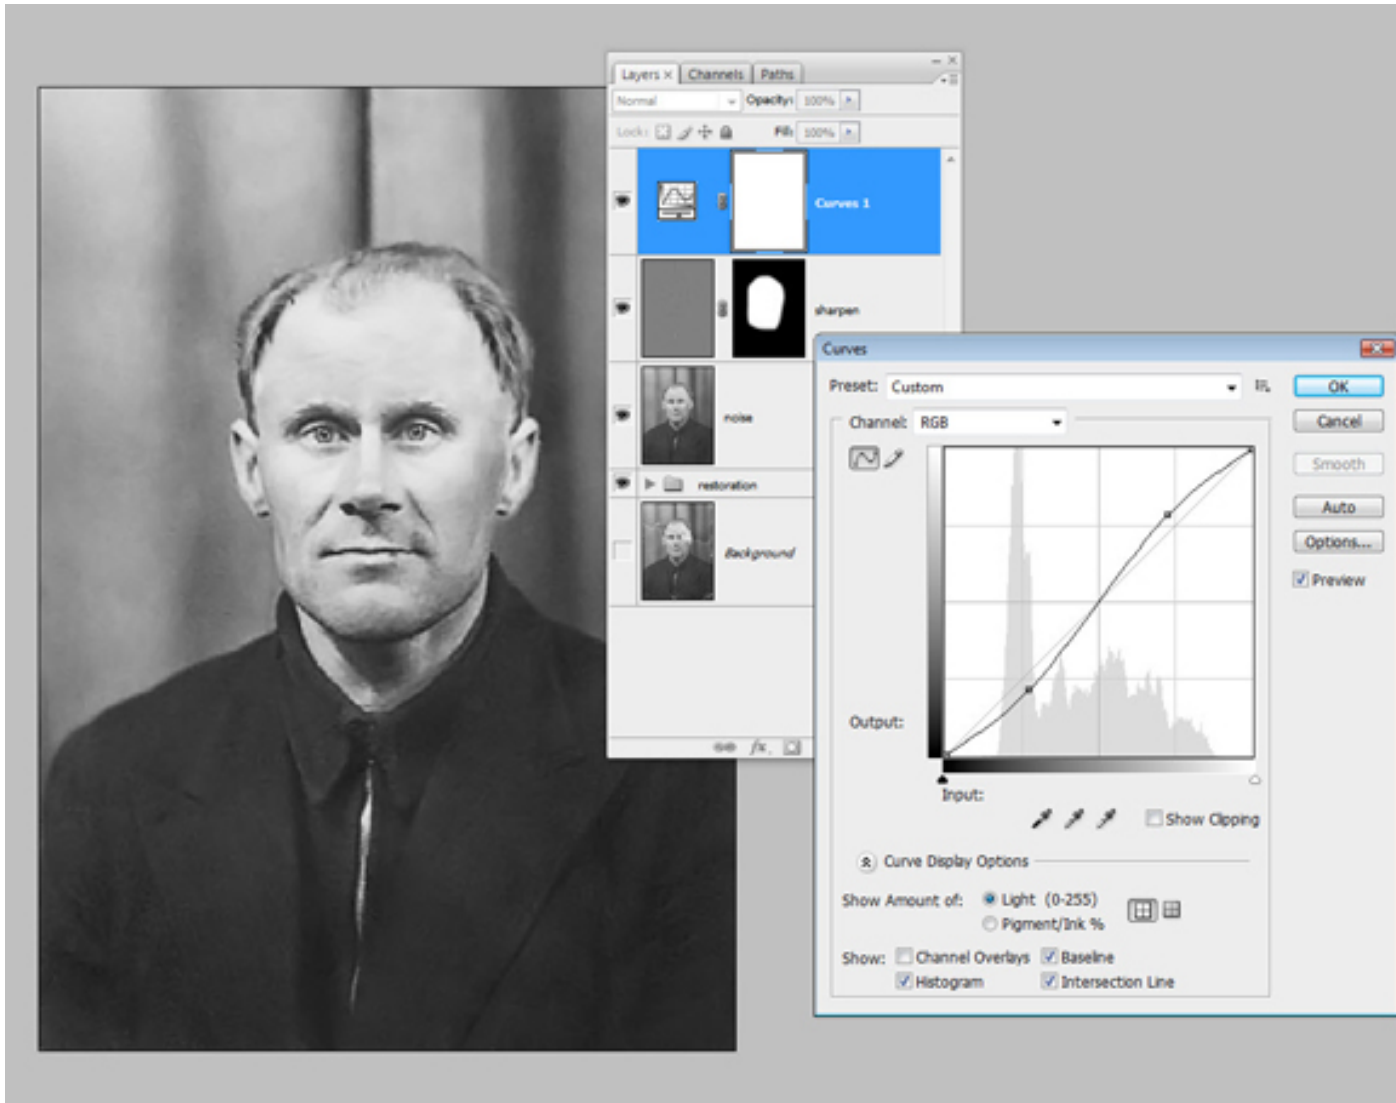 Layers × Channels Paths
Normal Opacity: 100%
Lock: Fill: 100%
Curves 1
sharpen
noise
restoration
Background
fx.
Curves
Preset: Custom OK
Channel: RGB Cancel
Smooth
Auto
Options...
Preview
Output:
Input:
Show Clipping
Curve Display Options
Show Amount of: Light (0-255)
Pigment/Ink %
Show: Channel Overlays Baseline
Histogram Intersection Line